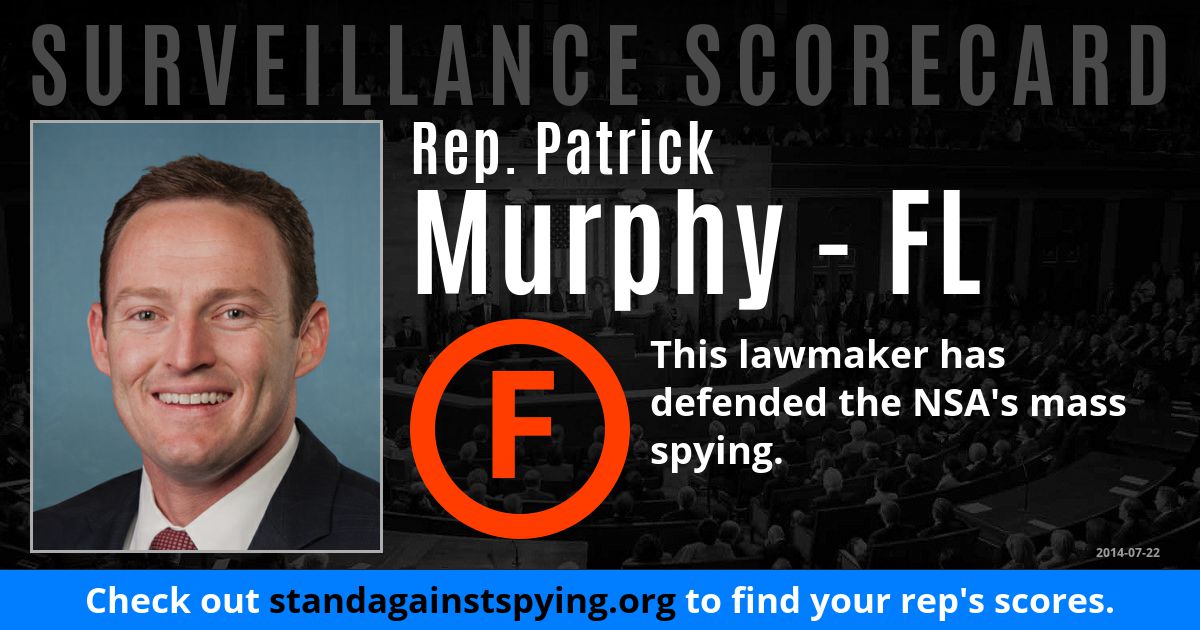 SURVEILLANCE SCORECARD
Rep. Patrick
Murphy - FL
F
This lawmaker has
defended the NSA's mass
spying.
2014-07-22
Check out standagainstspying.org to find your rep's scores.